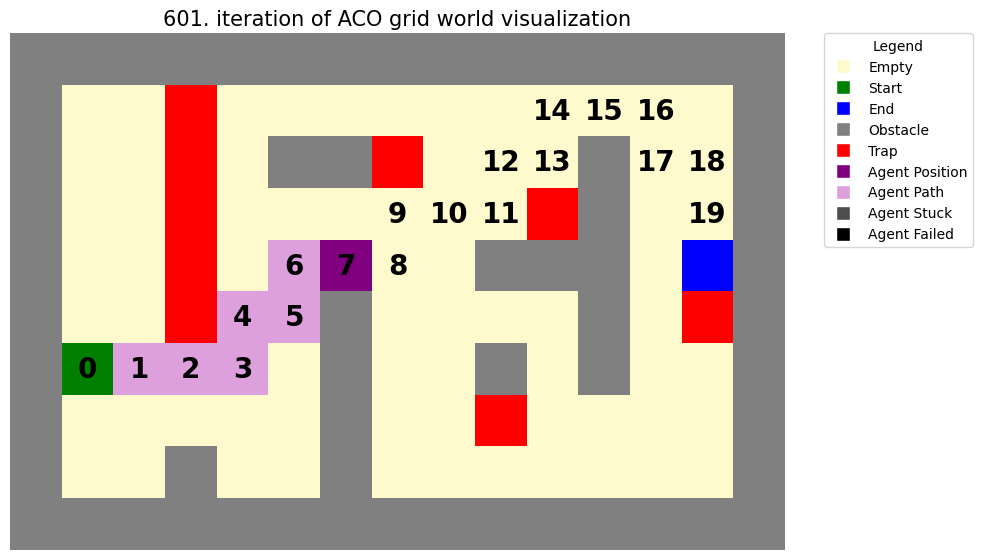 601. iteration of ACO grid world visualization
Legend
Empty
Start
End
Obstacle
Trap
Agent Position
Agent Path
Agent Stuck
Agent Failed
14 15 16
12 13 17 18
9 10 11 19
6 7 8
4 5
0 1 2 3